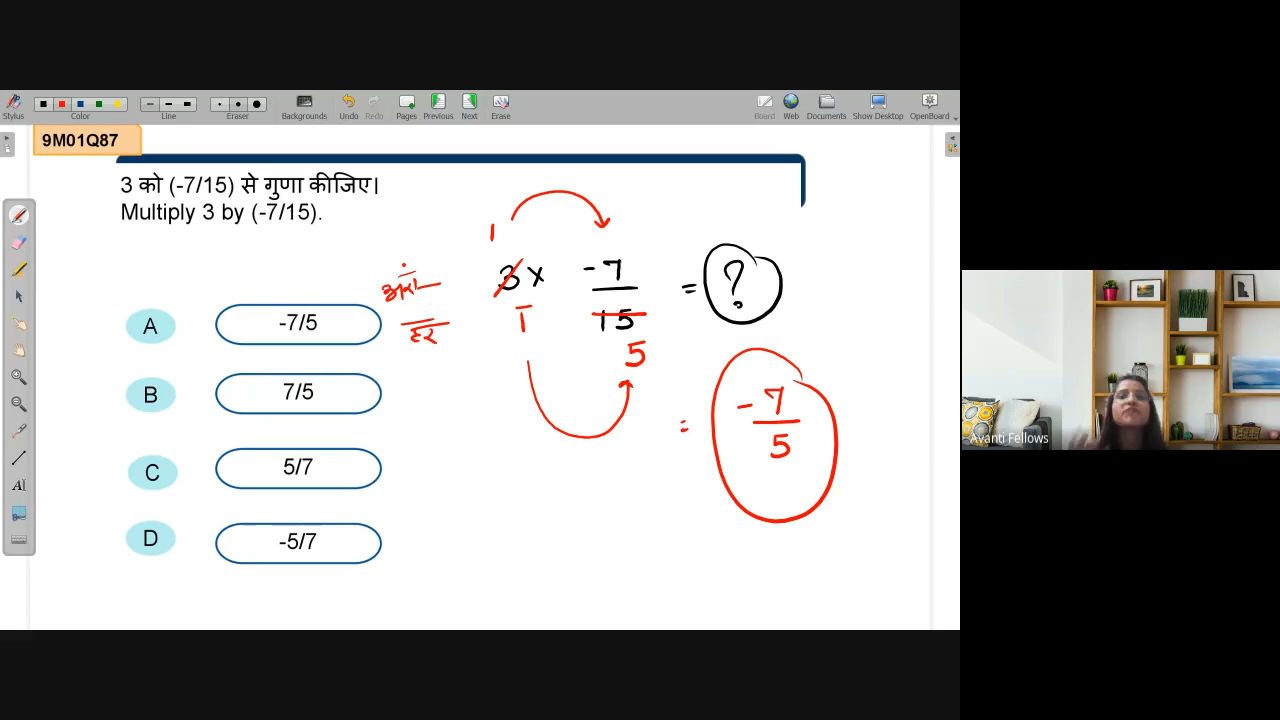 Stylus
Color
Line
Eraser
Backgrounds
Undo
Redo
Pages
Previous
Next
Erase
Board
Web
Documents
Show Desktop
OpenBoard
9M01Q87
3 को (-7/15) से गुणा कीजिए।
Multiply 3 by (-7/15).
A -7/5
B 7/5
C 5/7
D -5/7
1
अंश
हर
3 x -7
1 15
5
= ?
= -7
5
Avanti Fellows